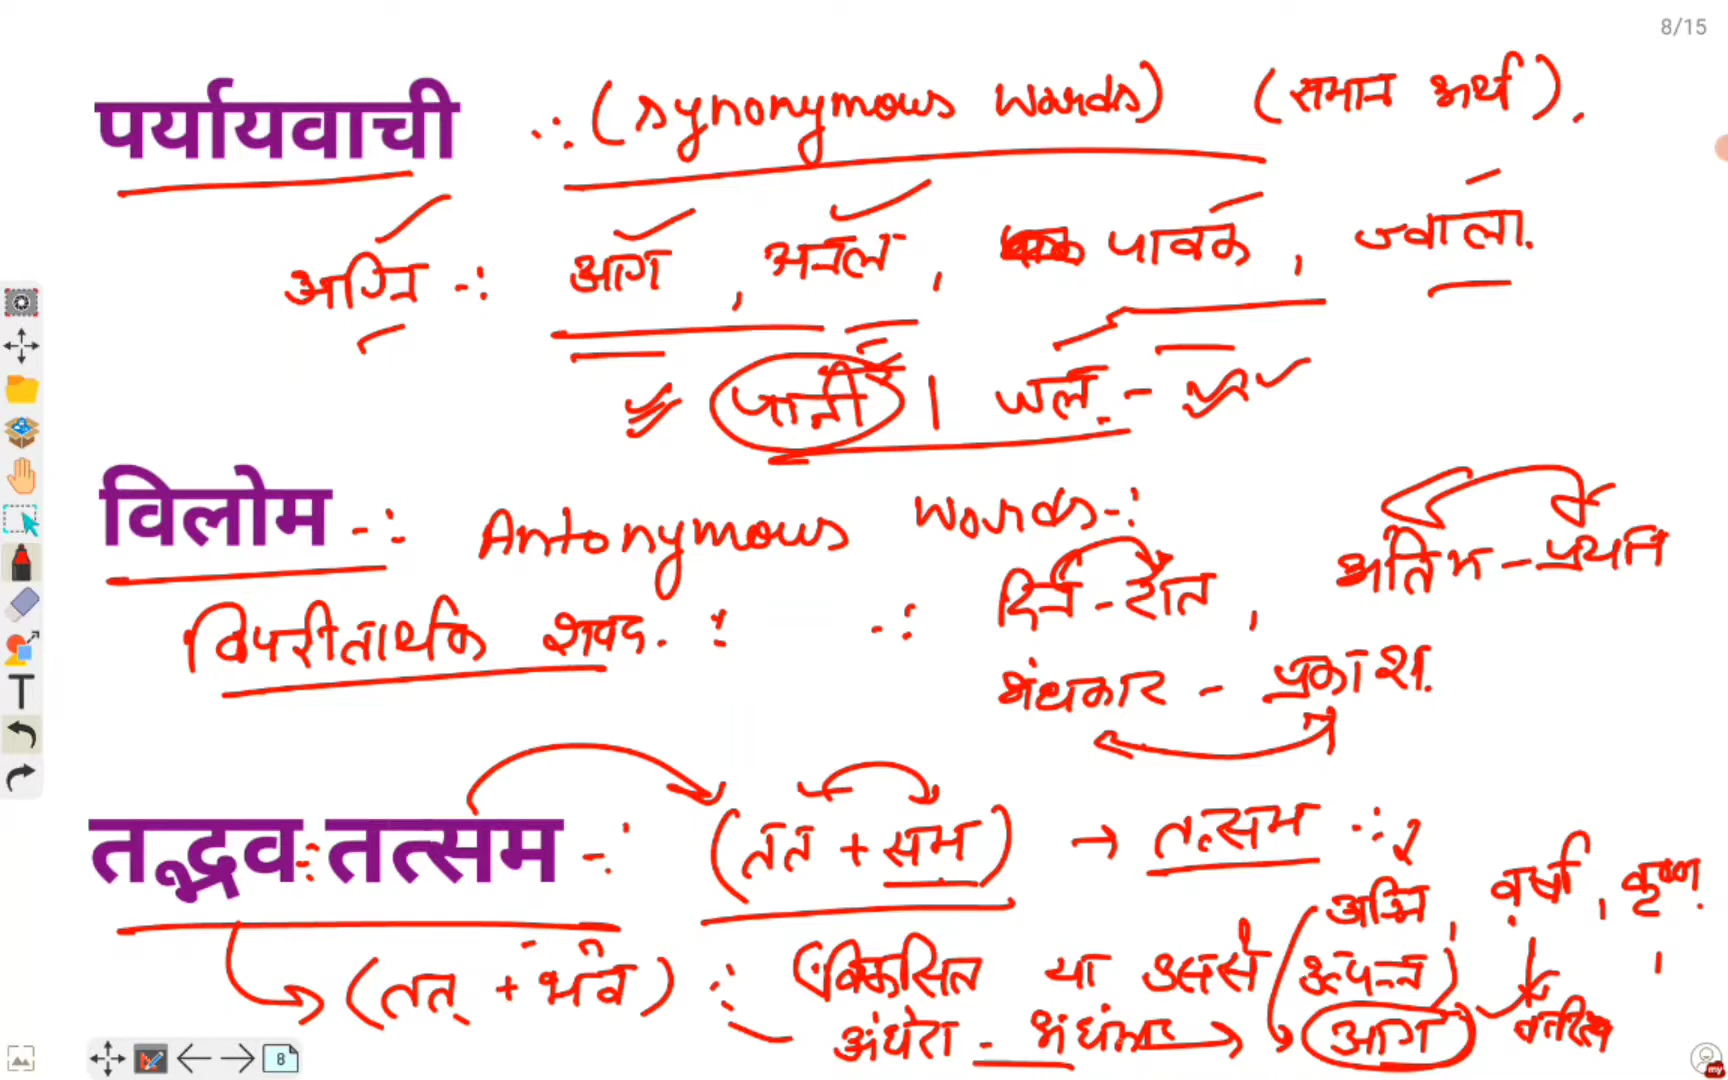 8/15
पर्यायवाची -: (synonymous words) (समान अर्थ).
अग्नि -: आग, अनल, पावक, ज्वाला.
पानी | जल -
विलोम -: Antonymous words -:
विपरीतार्थक शब्द. : -: दिन - रात, अंतिम - प्रथम
अंधकार - प्रकाश.
तद्भव तत्सम -: (तत + सम) → तत्सम -:
अग्नि, वर्षा, कृष्ण
(तत् + भव) : (विकसित या उससे उत्पन्न)
अंधेरा - अंधकार → आग बारिश
8